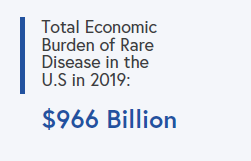 Total Economic
Burden of Rare
Disease in the
U.S in 2019:
$966 Billion